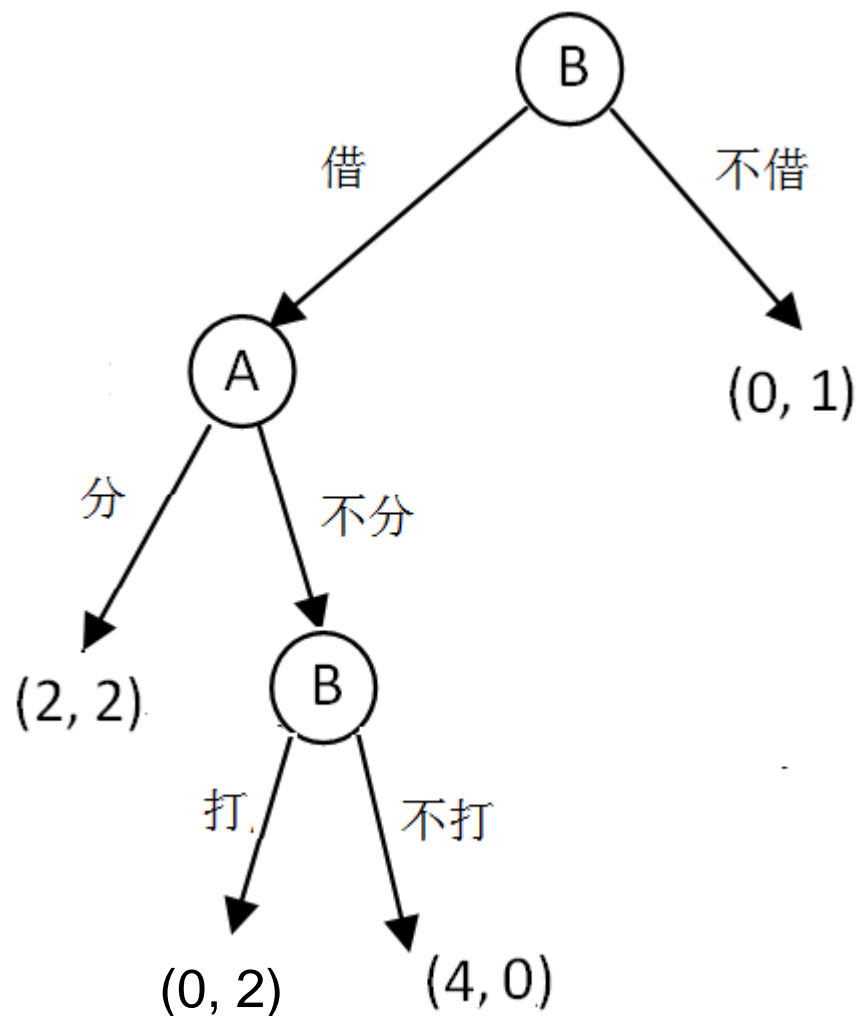 B
借 不借
A
(0, 1)
分 不分
B
(2, 2)
打 不打
(0, 2) (4, 0)